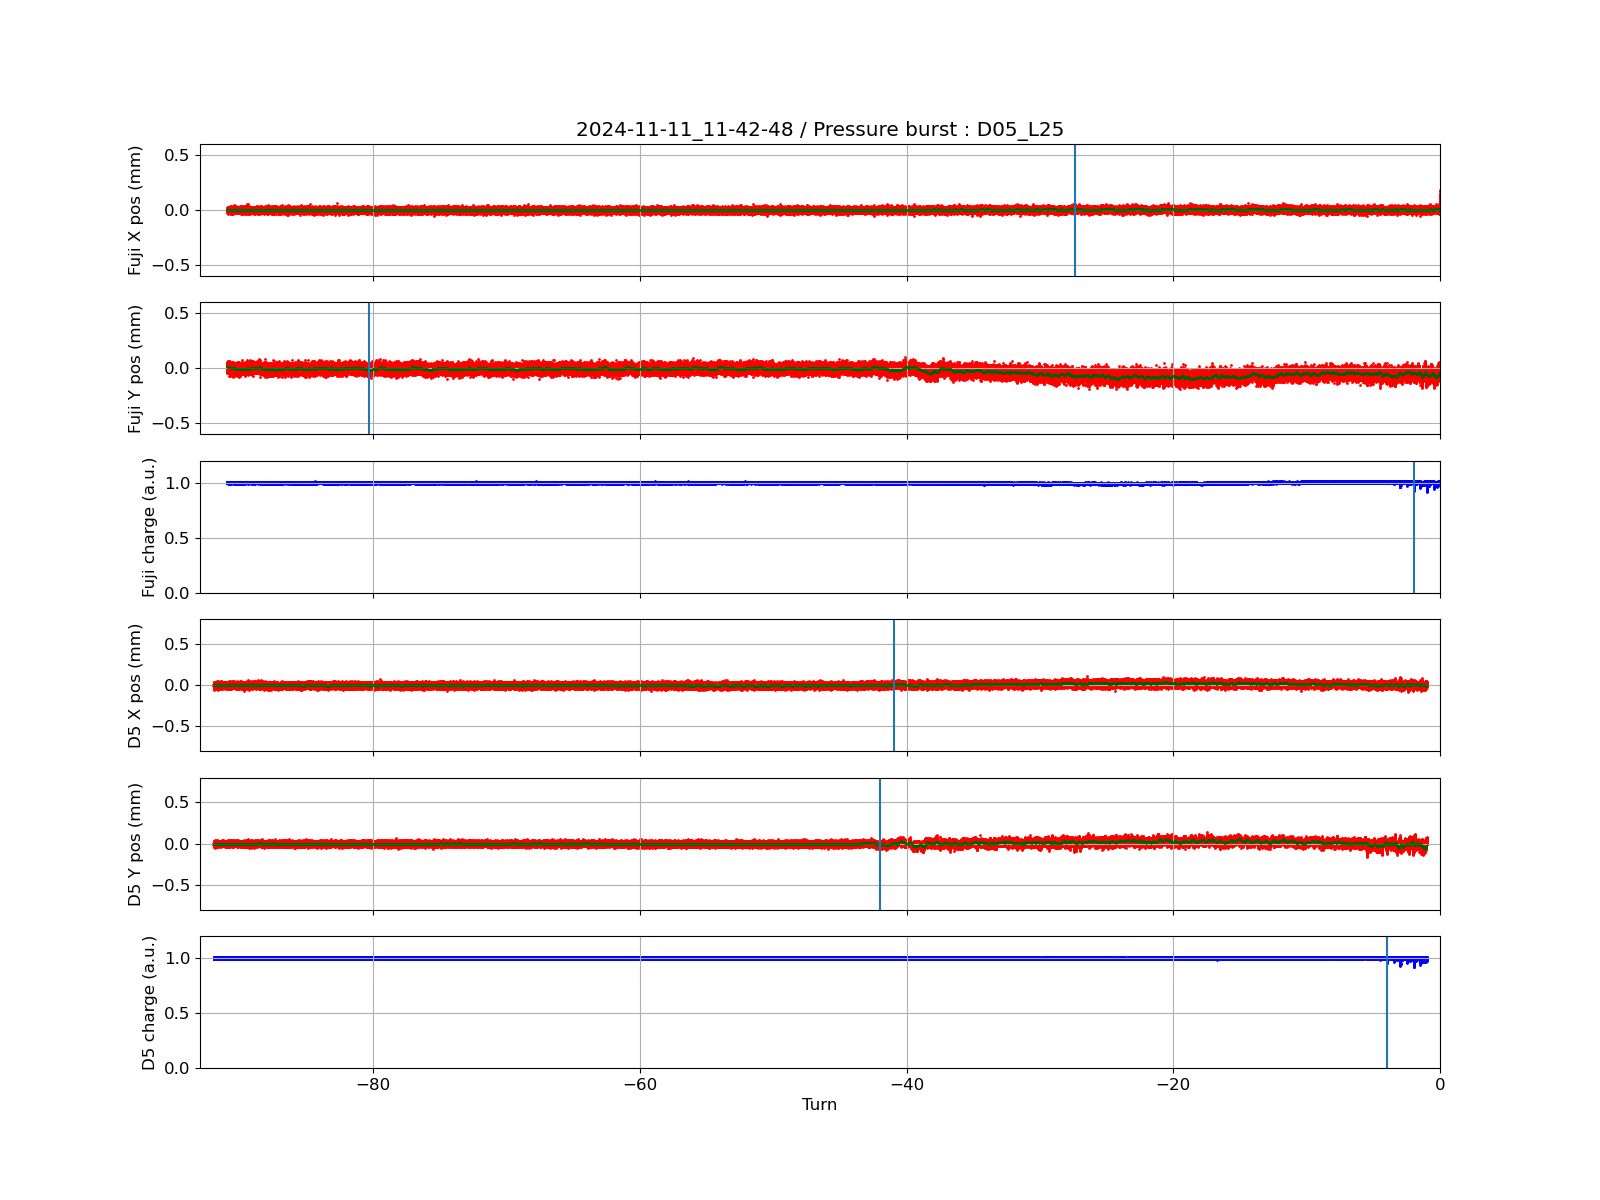 2024-11-11_11-42-48 / Pressure burst : D05_L25
Fuji X pos (mm)
0.5
0.0
−0.5
Fuji Y pos (mm)
0.5
0.0
−0.5
Fuji charge (a.u.)
1.0
0.5
0.0
D5 X pos (mm)
0.5
0.0
−0.5
D5 Y pos (mm)
0.5
0.0
−0.5
D5 charge (a.u.)
1.0
0.5
0.0
−80 −60 −40 −20 0
Turn